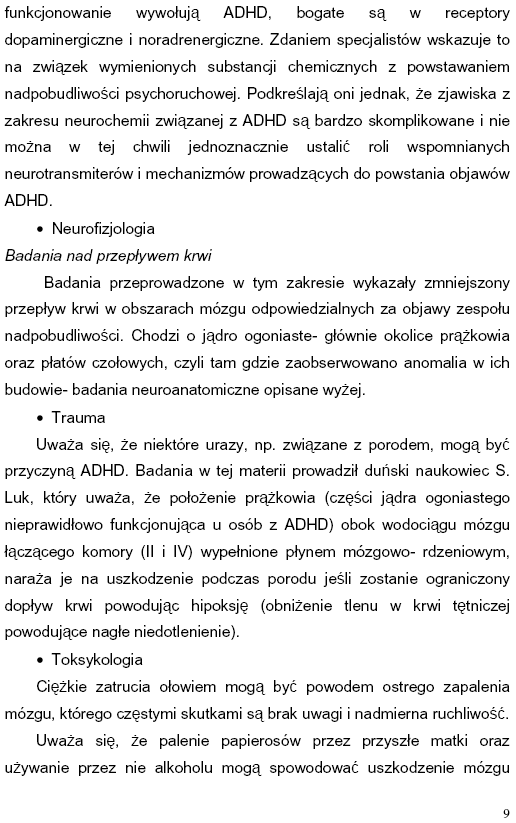 funkcjonowanie wywołują ADHD, bogate są w receptory
dopaminergiczne i noradrenergiczne. Zdaniem specjalistów wskazuje to
na związek wymienionych substancji chemicznych z powstawaniem
nadpobudliwości psychoruchowej. Podkreślają oni jednak, że zjawiska z
zakresu neurochemii związanej z ADHD są bardzo skomplikowane i nie
można w tej chwili jednoznacznie ustalić roli wspomnianych
neurotransmiterów i mechanizmów prowadzących do powstania objawów
ADHD.
• Neurofizjologia
Badania nad przepływem krwi
Badania przeprowadzone w tym zakresie wykazały zmniejszony
przepływ krwi w obszarach mózgu odpowiedzialnych za objawy zespołu
nadpobudliwości. Chodzi o jądro ogoniaste- głównie okolice prążkowia
oraz płatów czołowych, czyli tam gdzie zaobserwowano anomalia w ich
budowie- badania neuroanatomiczne opisane wyżej.
• Trauma
Uważa się, że niektóre urazy, np. związane z porodem, mogą być
przyczyną ADHD. Badania w tej materii prowadził duński naukowiec S.
Luk, który uważa, że położenie prążkowia (części jądra ogoniastego
nieprawidłowo funkcjonująca u osób z ADHD) obok wodociągu mózgu
łączącego komory (II i IV) wypełnione płynem mózgowo- rdzeniowym,
naraża je na uszkodzenie podczas porodu jeśli zostanie ograniczony
dopływ krwi powodując hipoksję (obniżenie tlenu w krwi tętniczej
powodujące nagłe niedotlenienie).
• Toksykologia
Ciężkie zatrucia ołowiem mogą być powodem ostrego zapalenia
mózgu, którego częstymi skutkami są brak uwagi i nadmierna ruchliwość.
Uważa się, że palenie papierosów przez przyszłe matki oraz
używanie przez nie alkoholu mogą spowodować uszkodzenie mózgu
9